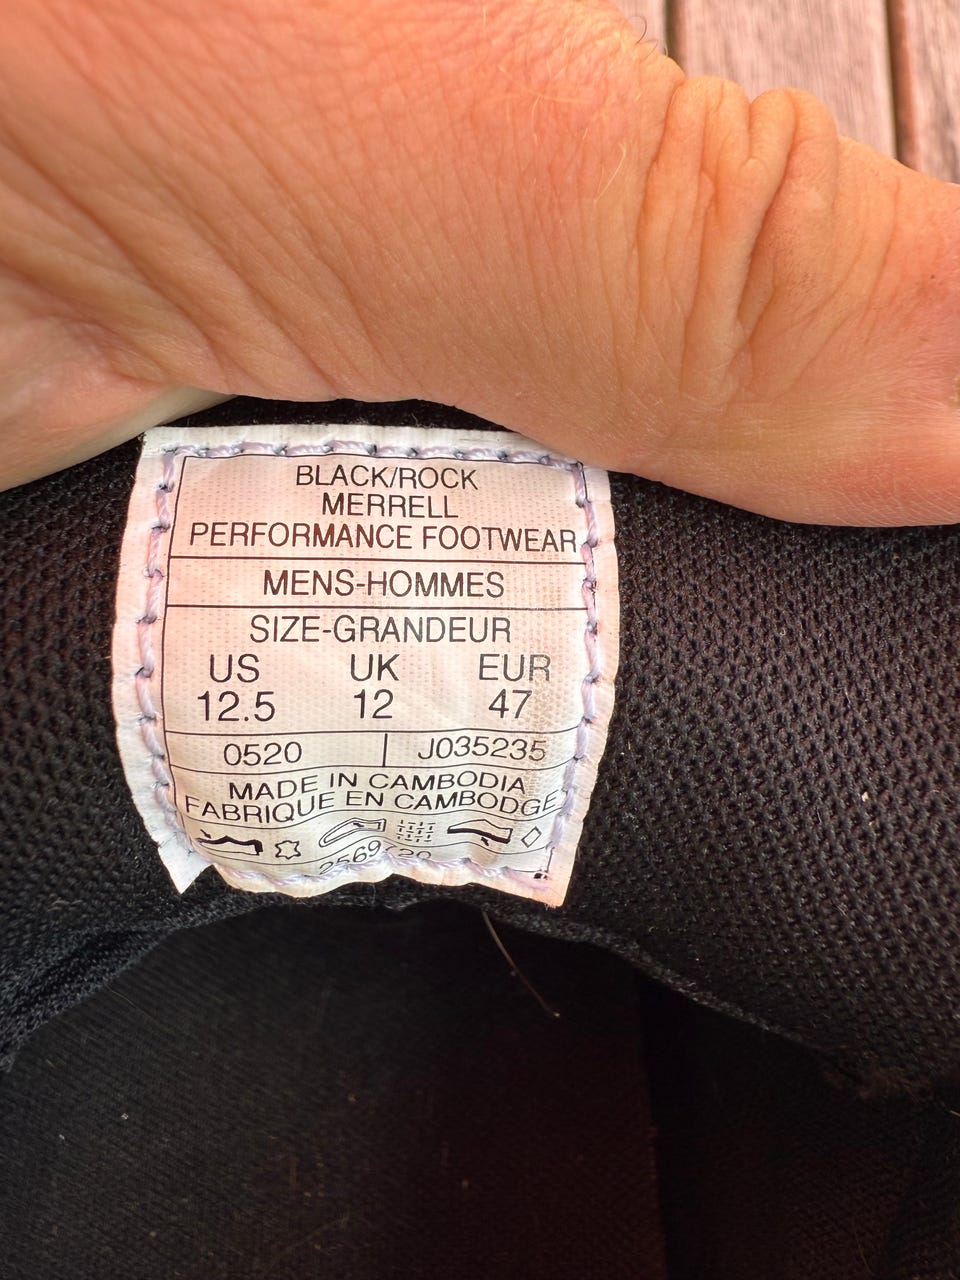 BLACK/ROCK
MERRELL
PERFORMANCE FOOTWEAR
MENS-HOMMES
SIZE-GRANDEUR
US UK EUR
12.5 12 47
0520 J035235
MADE IN CAMBODIA
FABRIQUE EN CAMBODGE